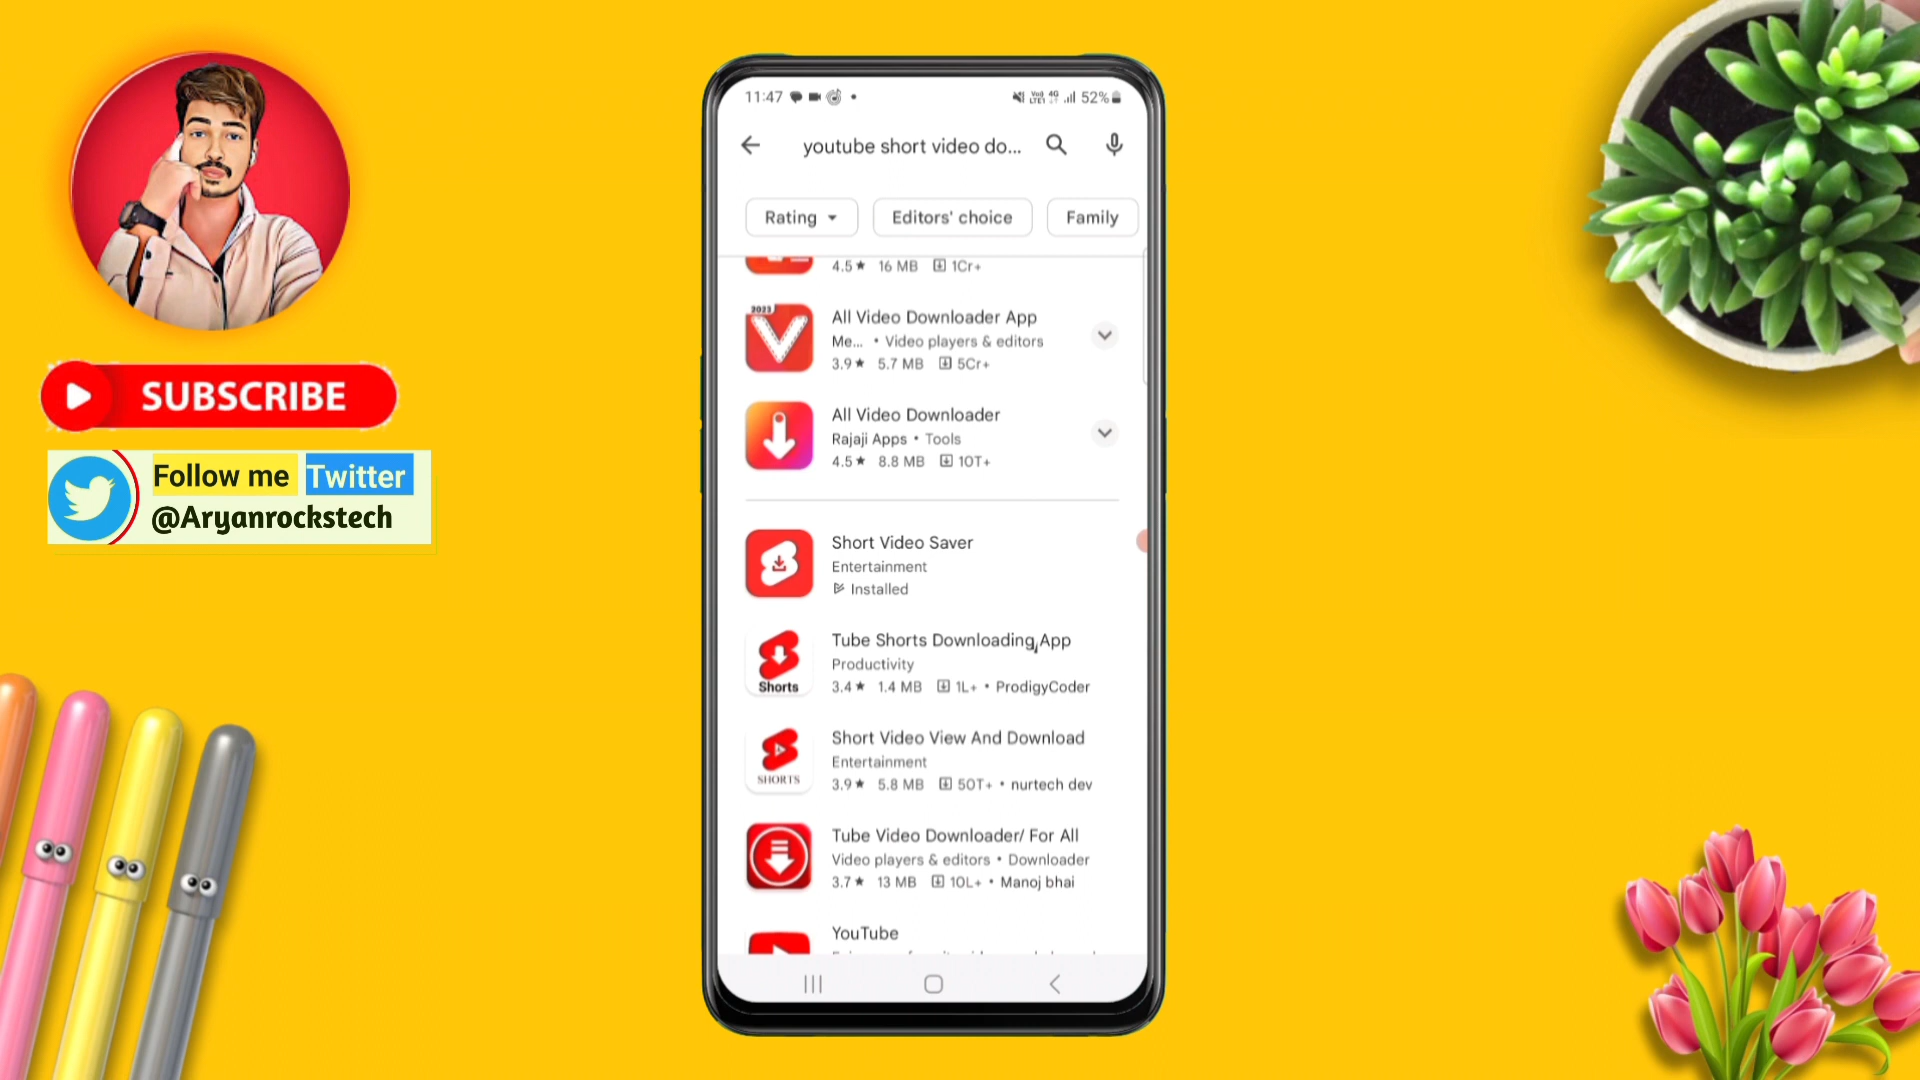 SUBSCRIBE
Follow me Twitter
@Aryanrockstech
11:47 52%
youtube short video do...
Rating Editors' choice Family
4.5★ 16 MB 1Cr+
2023
All Video Downloader App
Me... • Video players & editors
3.9★ 5.7 MB 5Cr+
All Video Downloader
Rajaji Apps • Tools
4.5★ 8.8 MB 10T+
Short Video Saver
Entertainment
Installed
Tube Shorts Downloading,App
Productivity
Shorts
3.4★ 1.4 MB 1L+ • ProdigyCoder
Short Video View And Download
Entertainment
SHORTS
3.9★ 5.8 MB 50T+ • nurtech dev
Tube Video Downloader/ For All
Video players & editors • Downloader
3.7★ 13 MB 10L+ • Manoj bhai
YouTube